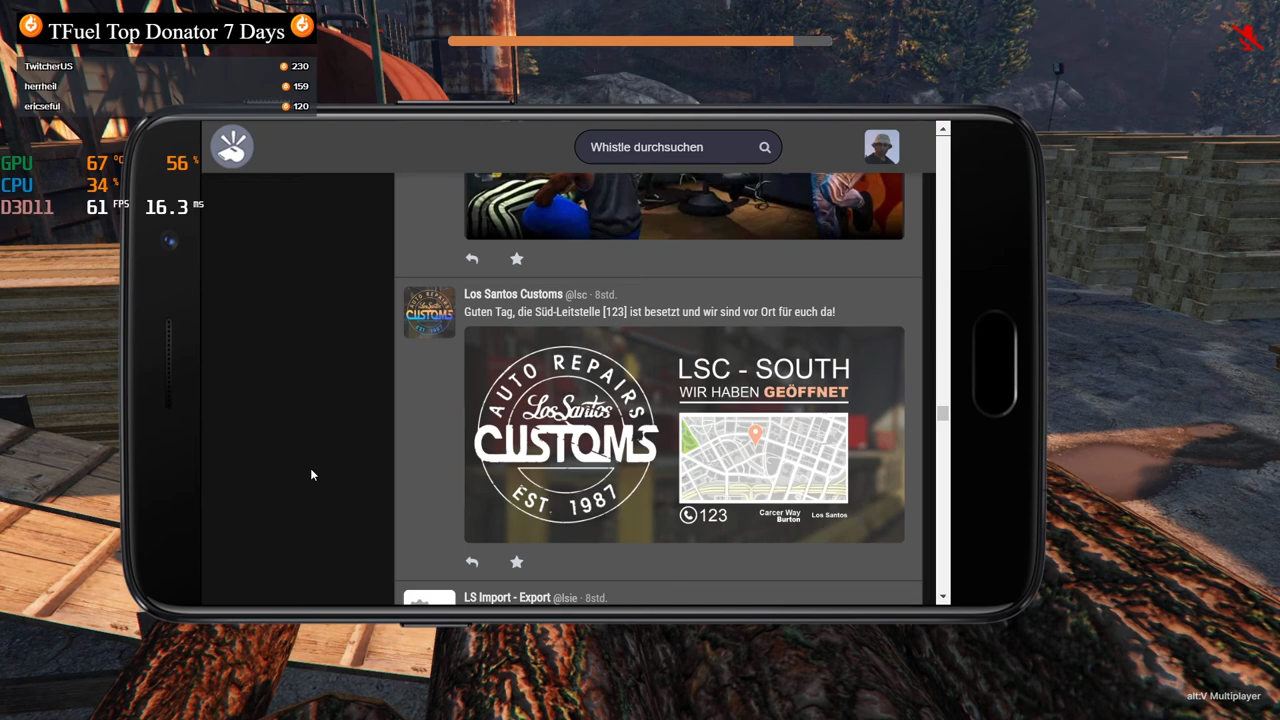 TFuel Top Donator 7 Days
TwitcherUS 230
herrheil 159
ericseful 120
GPU 67 °C 56 %
CPU 34 %
D3D11 61 FPS 16.3 ms
Whistle durchsuchen
Los Santos Customs @lsc · 8std.
Guten Tag, die Süd-Leitstelle [123] ist besetzt und wir sind vor Ort für euch da!
AUTO REPAIRS
Los Santos
CUSTOMS
EST. 1987
LSC - SOUTH
WIR HABEN GEÖFFNET
123
Carcer Way
Burton
Los Santos
LS Import - Export @lsie · 8std.
alt:V Multiplayer